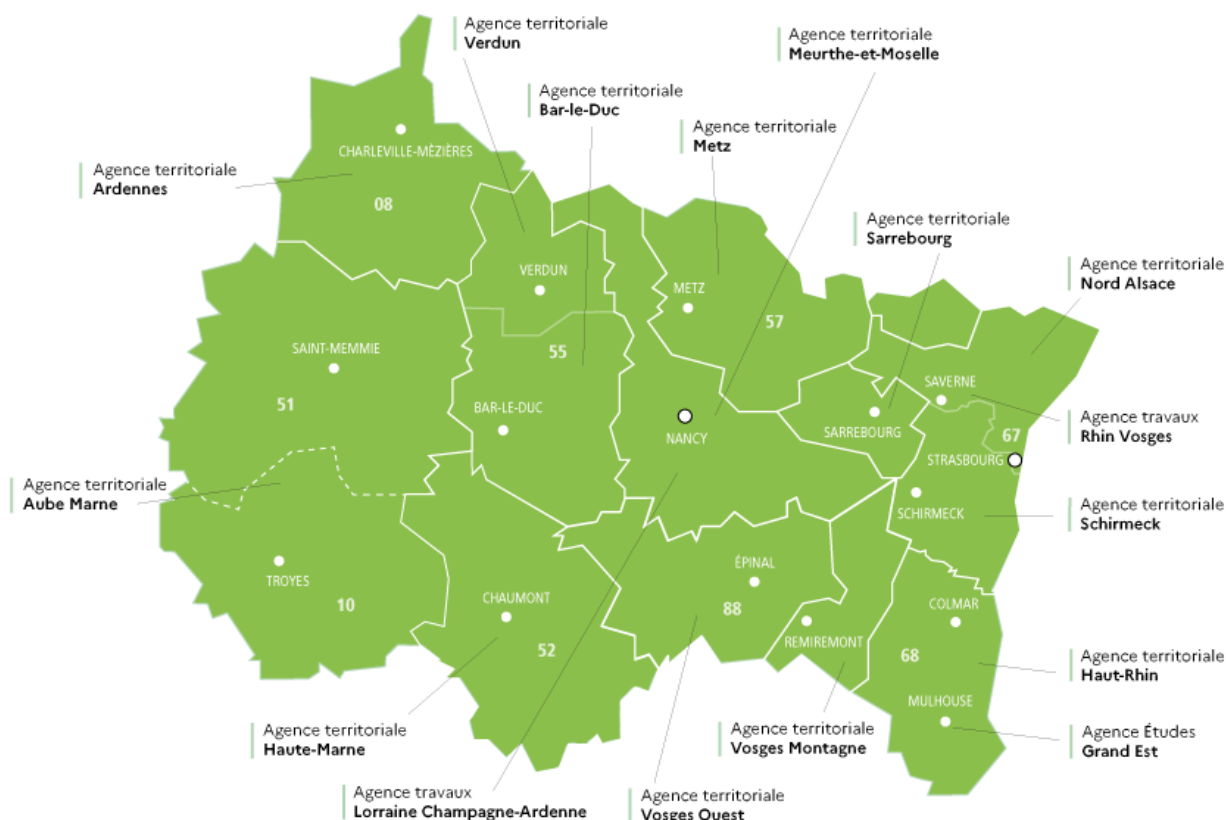 Agence territoriale
Verdun
Agence territoriale
Meurthe-et-Moselle
Agence territoriale
Bar-le-Duc
Agence territoriale
Metz
CHARLEVILLE-MÈZIÈRES
Agence territoriale
Ardennes
08
Agence territoriale
Sarrebourg
VERDUN
Agence territoriale
Nord Alsace
METZ
57
SAINT-MEMMIE
55
SAVERNE
51
BAR-LE-DUC
NANCY
SARREBOURG
Agence travaux
Rhin Vosges
67
STRASBOURG
Agence territoriale
Aube Marne
SCHIRMECK
Agence territoriale
Schirmeck
TROYES
10
CHAUMONT
52
ÉPINAL
88
REMIREMONT
COLMAR
68
Agence territoriale
Haut-Rhin
MULHOUSE
Agence territoriale
Haute-Marne
Agence territoriale
Vosges Montagne
Agence Études
Grand Est
Agence travaux
Lorraine Champagne-Ardenne
Agence territoriale
Vosges Ouest